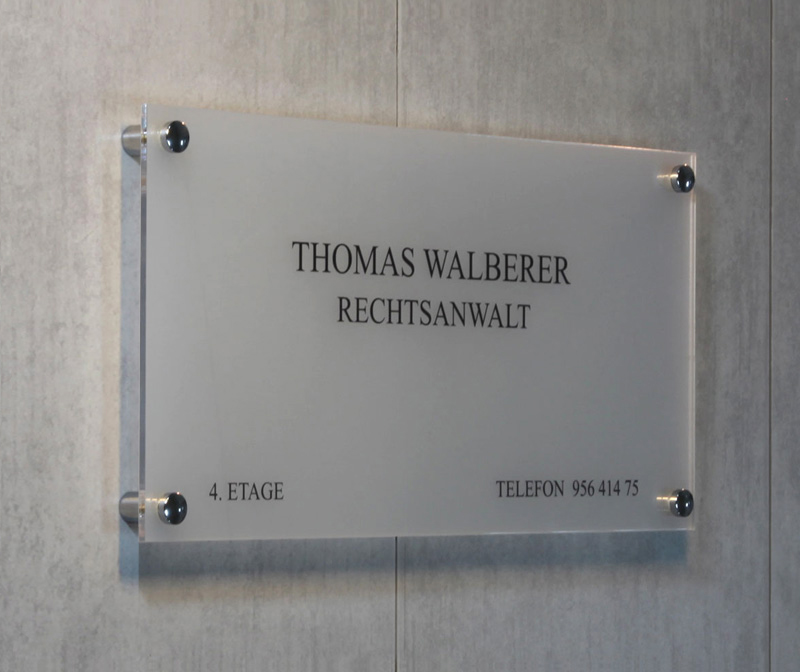 THOMAS WALBERER
RECHTSANWALT
4. ETAGE
TELEFON 956 414 75